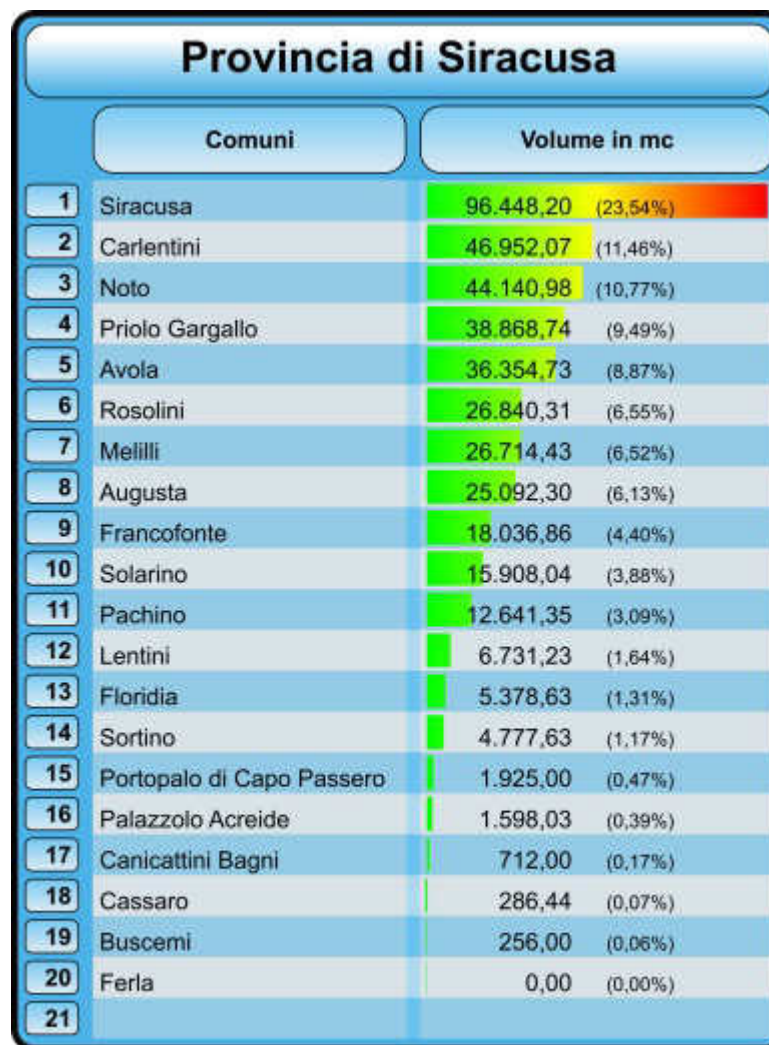 Provincia di Siracusa
Comuni Volume in mc
1 Siracusa 96.448,20 (23,54%)
2 Carlentini 46.952,07 (11,46%)
3 Noto 44.140,98 (10,77%)
4 Priolo Gargallo 38.868,74 (9,49%)
5 Avola 36.354,73 (8,87%)
6 Rosolini 26.840,31 (6,55%)
7 Melilli 26.714,43 (6,52%)
8 Augusta 25.092,30 (6,13%)
9 Francofonte 18.036,86 (4,40%)
10 Solarino 15.908,04 (3,88%)
11 Pachino 12.641,35 (3,09%)
12 Lentini 6.731,23 (1,64%)
13 Floridia 5.378,63 (1,31%)
14 Sortino 4.777,63 (1,17%)
15 Portopalo di Capo Passero 1.925,00 (0,47%)
16 Palazzolo Acreide 1.598,03 (0,39%)
17 Canicattini Bagni 712,00 (0,17%)
18 Cassaro 286,44 (0,07%)
19 Buscemi 256,00 (0,06%)
20 Ferla 0,00 (0,00%)
21